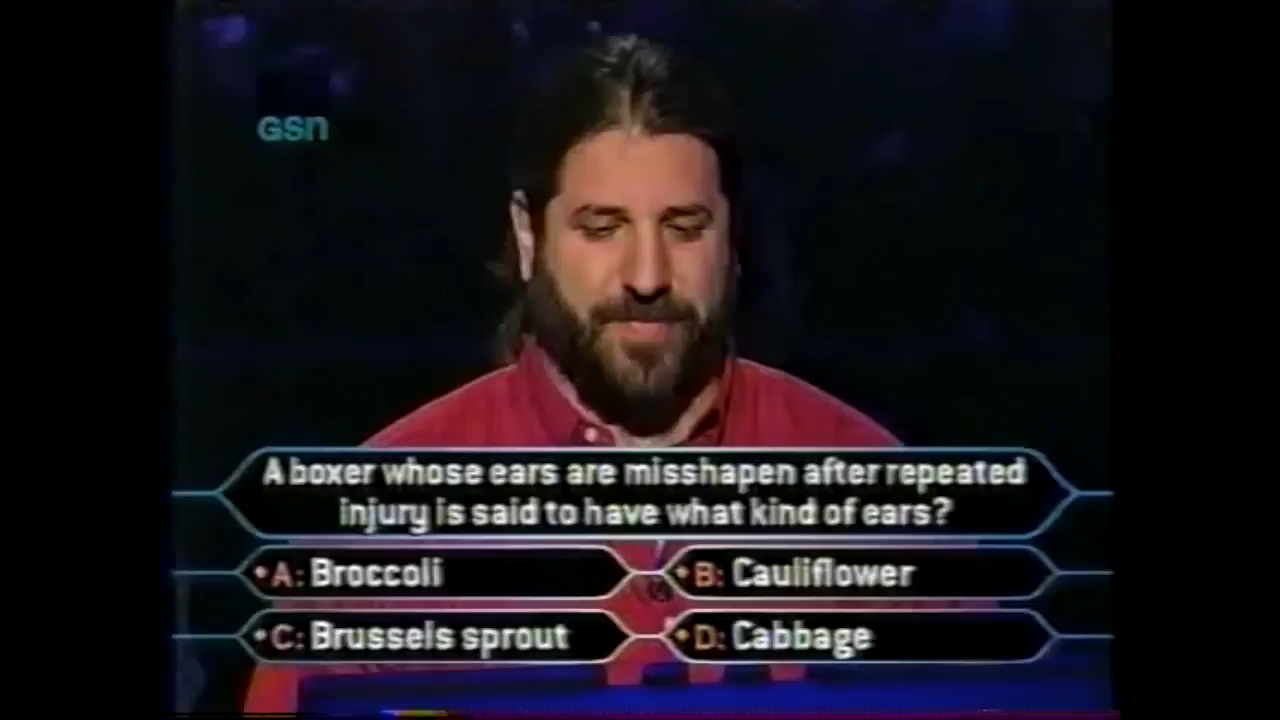 GSN
A boxer whose ears are misshapen after repeated
injury is said to have what kind of ears?
A: Broccoli
B: Cauliflower
C: Brussels sprout
D: Cabbage